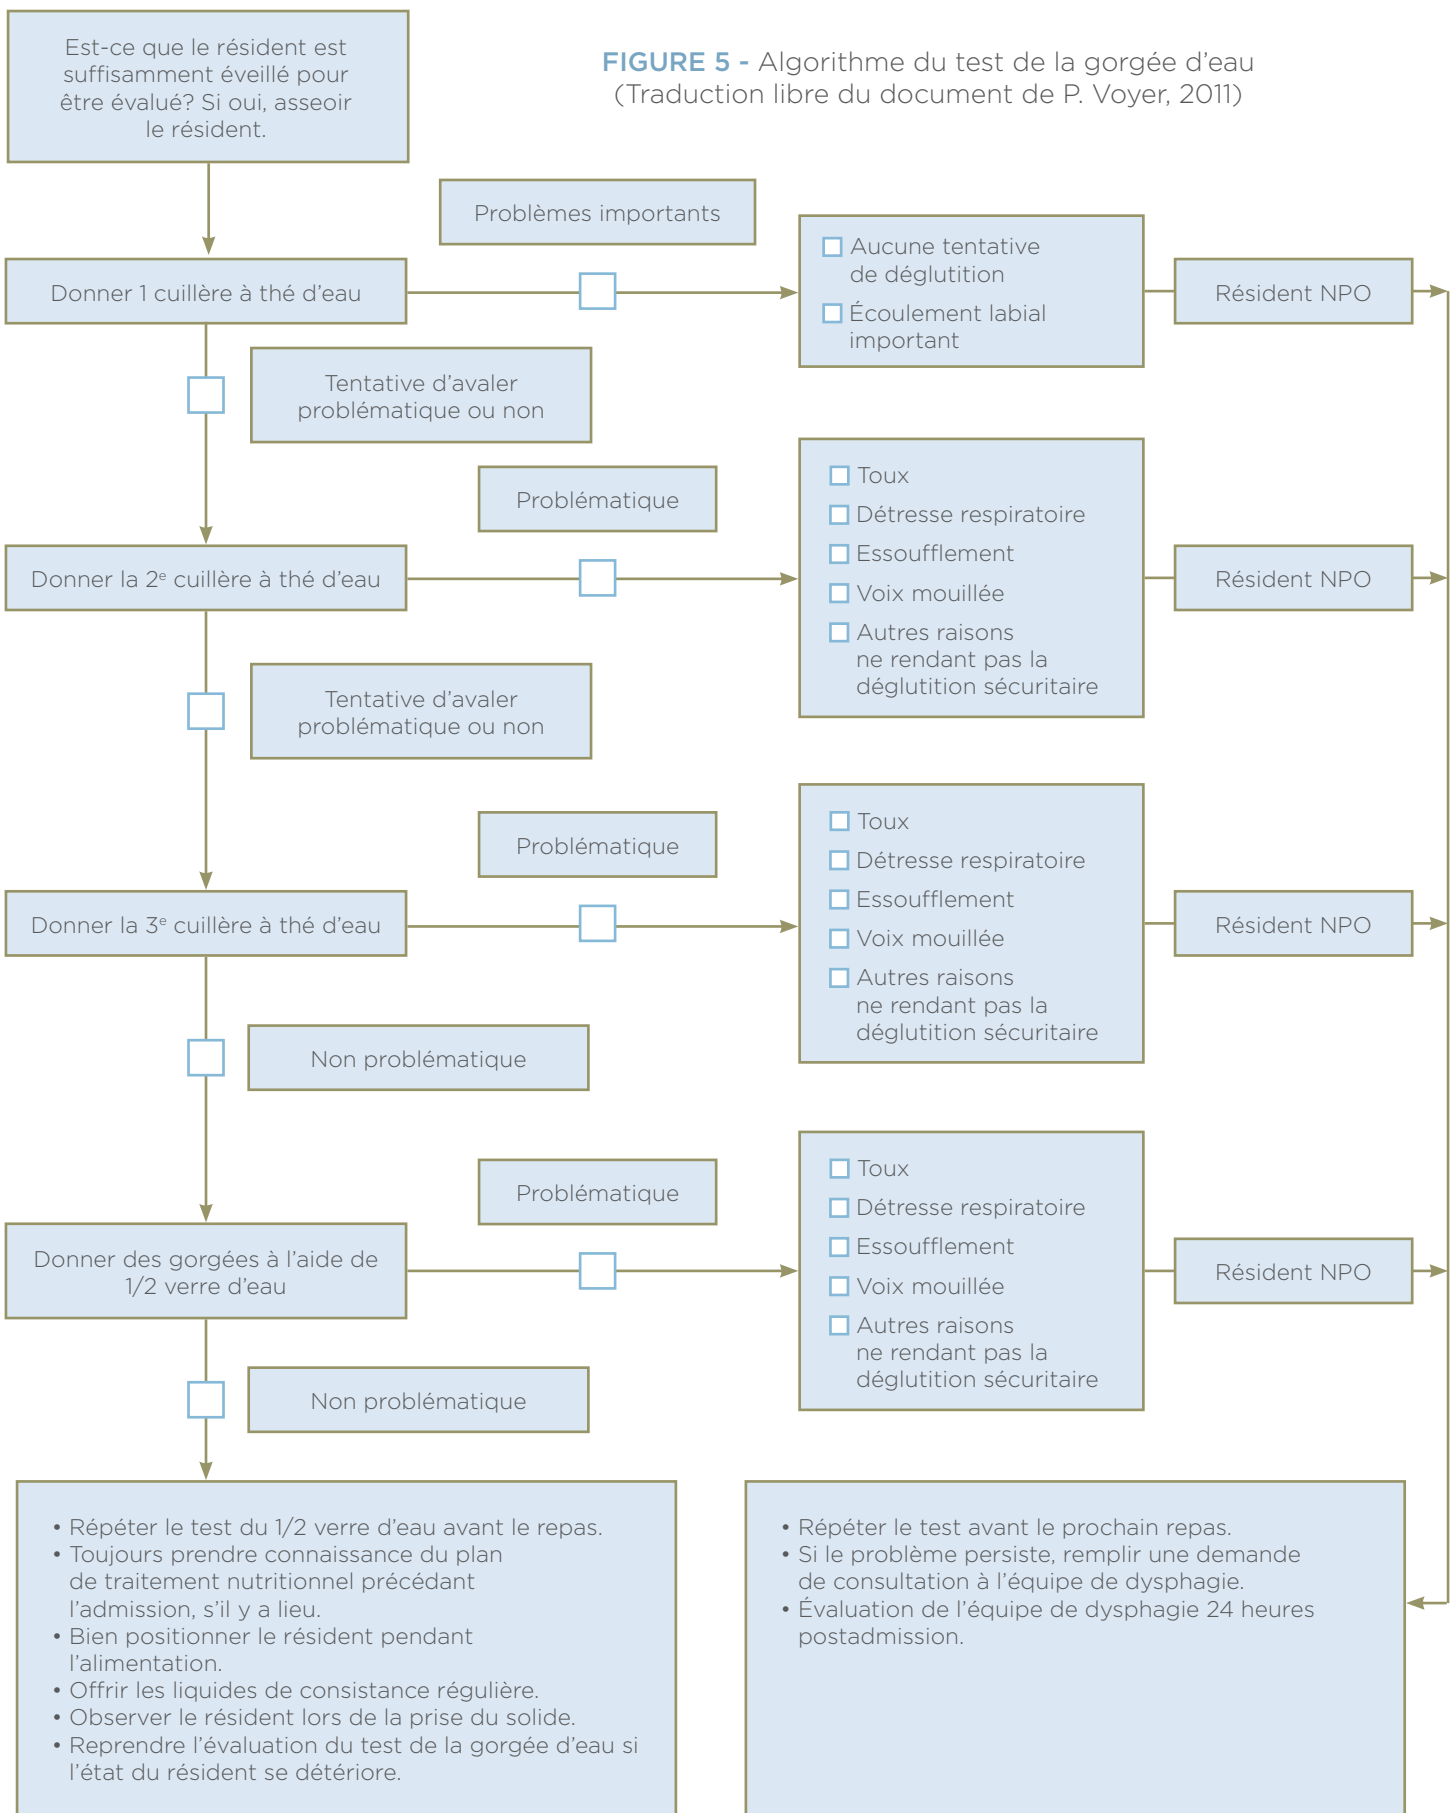 Est-ce que le résident est
suffisamment éveillé pour
être évalué? Si oui, asseoir
le résident.
FIGURE 5 - Algorithme du test de la gorgée d'eau
(Traduction libre du document de P. Voyer, 2011)
Problèmes importants
Donner 1 cuillère à thé d'eau
Aucune tentative
de déglutition
Écoulement labial
important
Résident NPO
Tentative d'avaler
problématique ou non
Problématique
Donner la 2e cuillère à thé d'eau
Toux
Détresse respiratoire
Essoufflement
Voix mouillée
Autres raisons
ne rendant pas la
déglutition sécuritaire
Résident NPO
Tentative d'avaler
problématique ou non
Problématique
Donner la 3e cuillère à thé d'eau
Toux
Détresse respiratoire
Essoufflement
Voix mouillée
Autres raisons
ne rendant pas la
déglutition sécuritaire
Résident NPO
Non problématique
Problématique
Donner des gorgées à l'aide de
1/2 verre d'eau
Toux
Détresse respiratoire
Essoufflement
Voix mouillée
Autres raisons
ne rendant pas la
déglutition sécuritaire
Résident NPO
Non problématique
• Répéter le test du 1/2 verre d'eau avant le repas.
• Toujours prendre connaissance du plan
de traitement nutritionnel précédant
l'admission, s'il y a lieu.
• Bien positionner le résident pendant
l'alimentation.
• Offrir les liquides de consistance régulière.
• Observer le résident lors de la prise du solide.
• Reprendre l'évaluation du test de la gorgée d'eau si
l'état du résident se détériore.
• Répéter le test avant le prochain repas.
• Si le problème persiste, remplir une demande
de consultation à l'équipe de dysphagie.
• Évaluation de l'équipe de dysphagie 24 heures
postadmission.